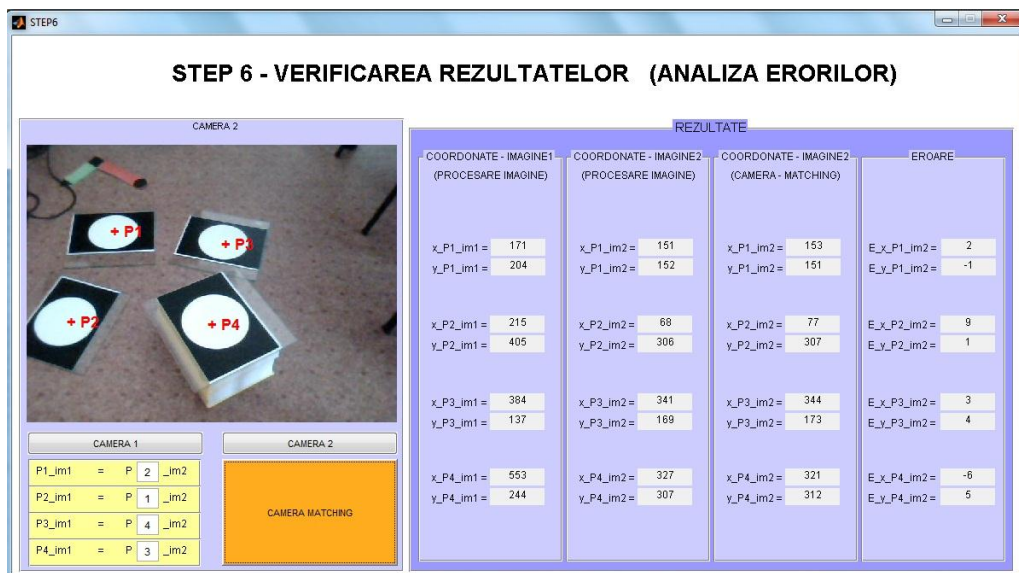 STEP6
STEP 6 - VERIFICAREA REZULTATELOR (ANALIZA ERORILOR)
CAMERA 2
+ P1
+ P3
+ P2
+ P4
CAMERA 1
CAMERA 2
P1_im1 = P 2 _im2
P2_im1 = P 1 _im2
P3_im1 = P 4 _im2
P4_im1 = P 3 _im2
CAMERA MATCHING
REZULTATE
COORDONATE - IMAGINE1
(PROCESARE IMAGINE)
x_P1_im1 = 171
y_P1_im1 = 204
x_P2_im1 = 215
y_P2_im1 = 405
x_P3_im1 = 384
y_P3_im1 = 137
x_P4_im1 = 553
y_P4_im1 = 244
COORDONATE - IMAGINE2
(PROCESARE IMAGINE)
x_P1_im2 = 151
y_P1_im2 = 152
x_P2_im2 = 68
y_P2_im2 = 306
x_P3_im2 = 341
y_P3_im2 = 169
x_P4_im2 = 327
y_P4_im2 = 307
COORDONATE - IMAGINE2
(CAMERA - MATCHING)
x_P1_im2 = 153
y_P1_im2 = 151
x_P2_im2 = 77
y_P2_im2 = 307
x_P3_im2 = 344
y_P3_im2 = 173
x_P4_im2 = 321
y_P4_im2 = 312
EROARE
E_x_P1_im2 = 2
E_y_P1_im2 = -1
E_x_P2_im2 = 9
E_y_P2_im2 = 1
E_x_P3_im2 = 3
E_y_P3_im2 = 4
E_x_P4_im2 = -6
E_y_P4_im2 = 5